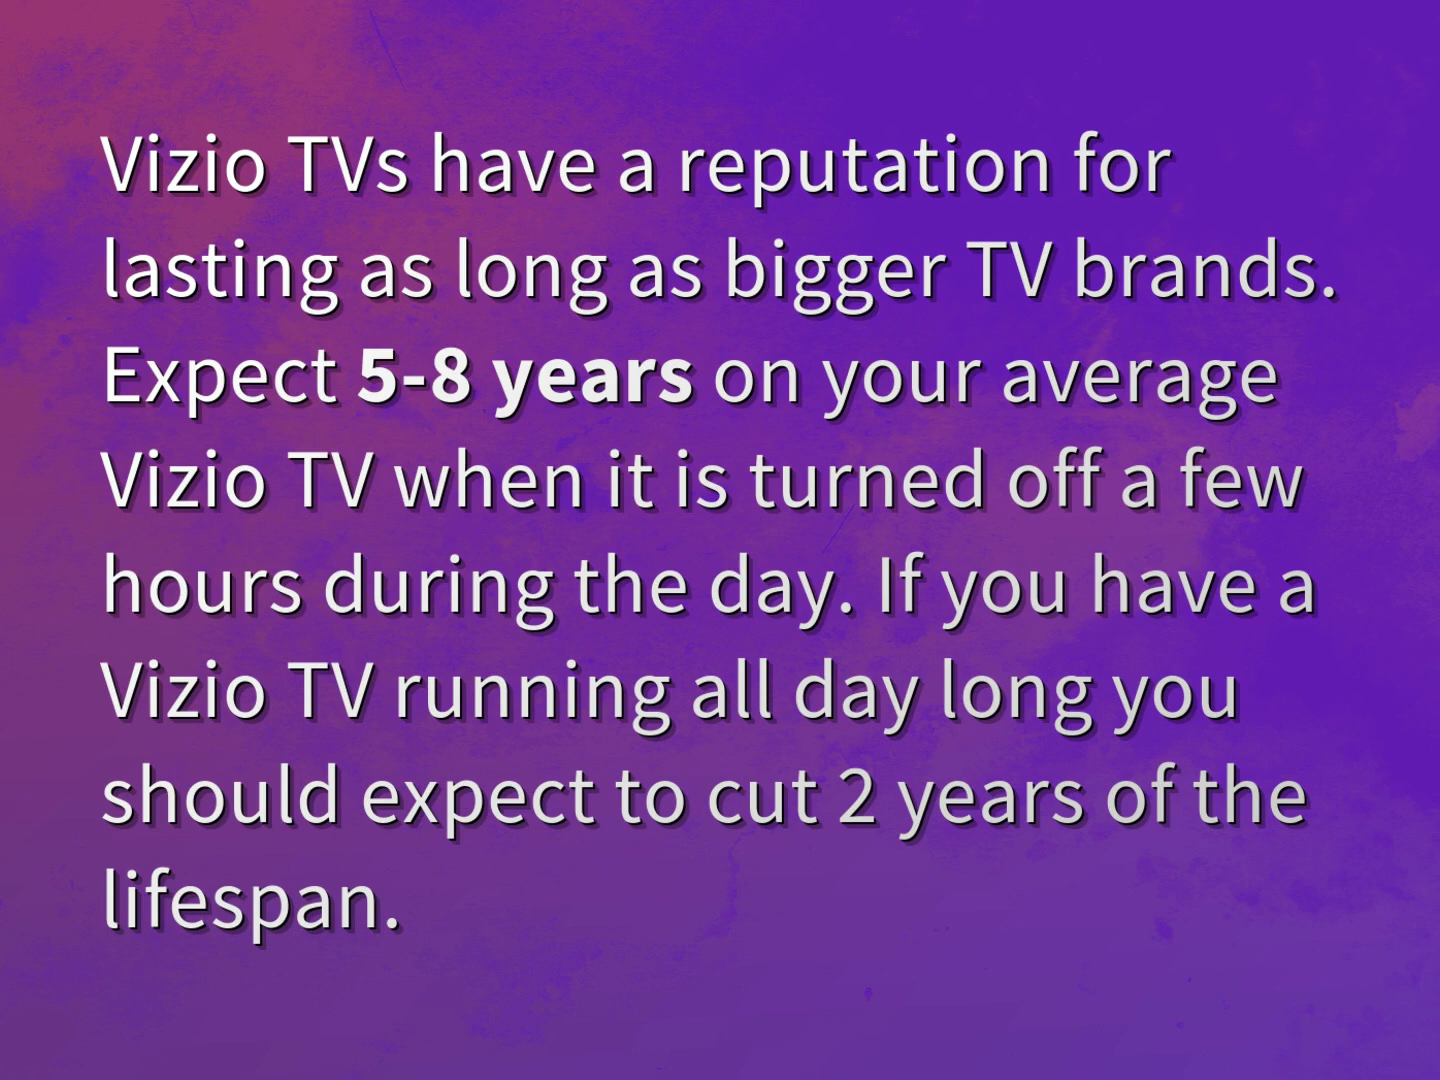 Vizio TVs have a reputation for
lasting as long as bigger TV brands.
Expect 5-8 years on your average
Vizio TV when it is turned off a few
hours during the day. If you have a
Vizio TV running all day long you
should expect to cut 2 years of the
lifespan.